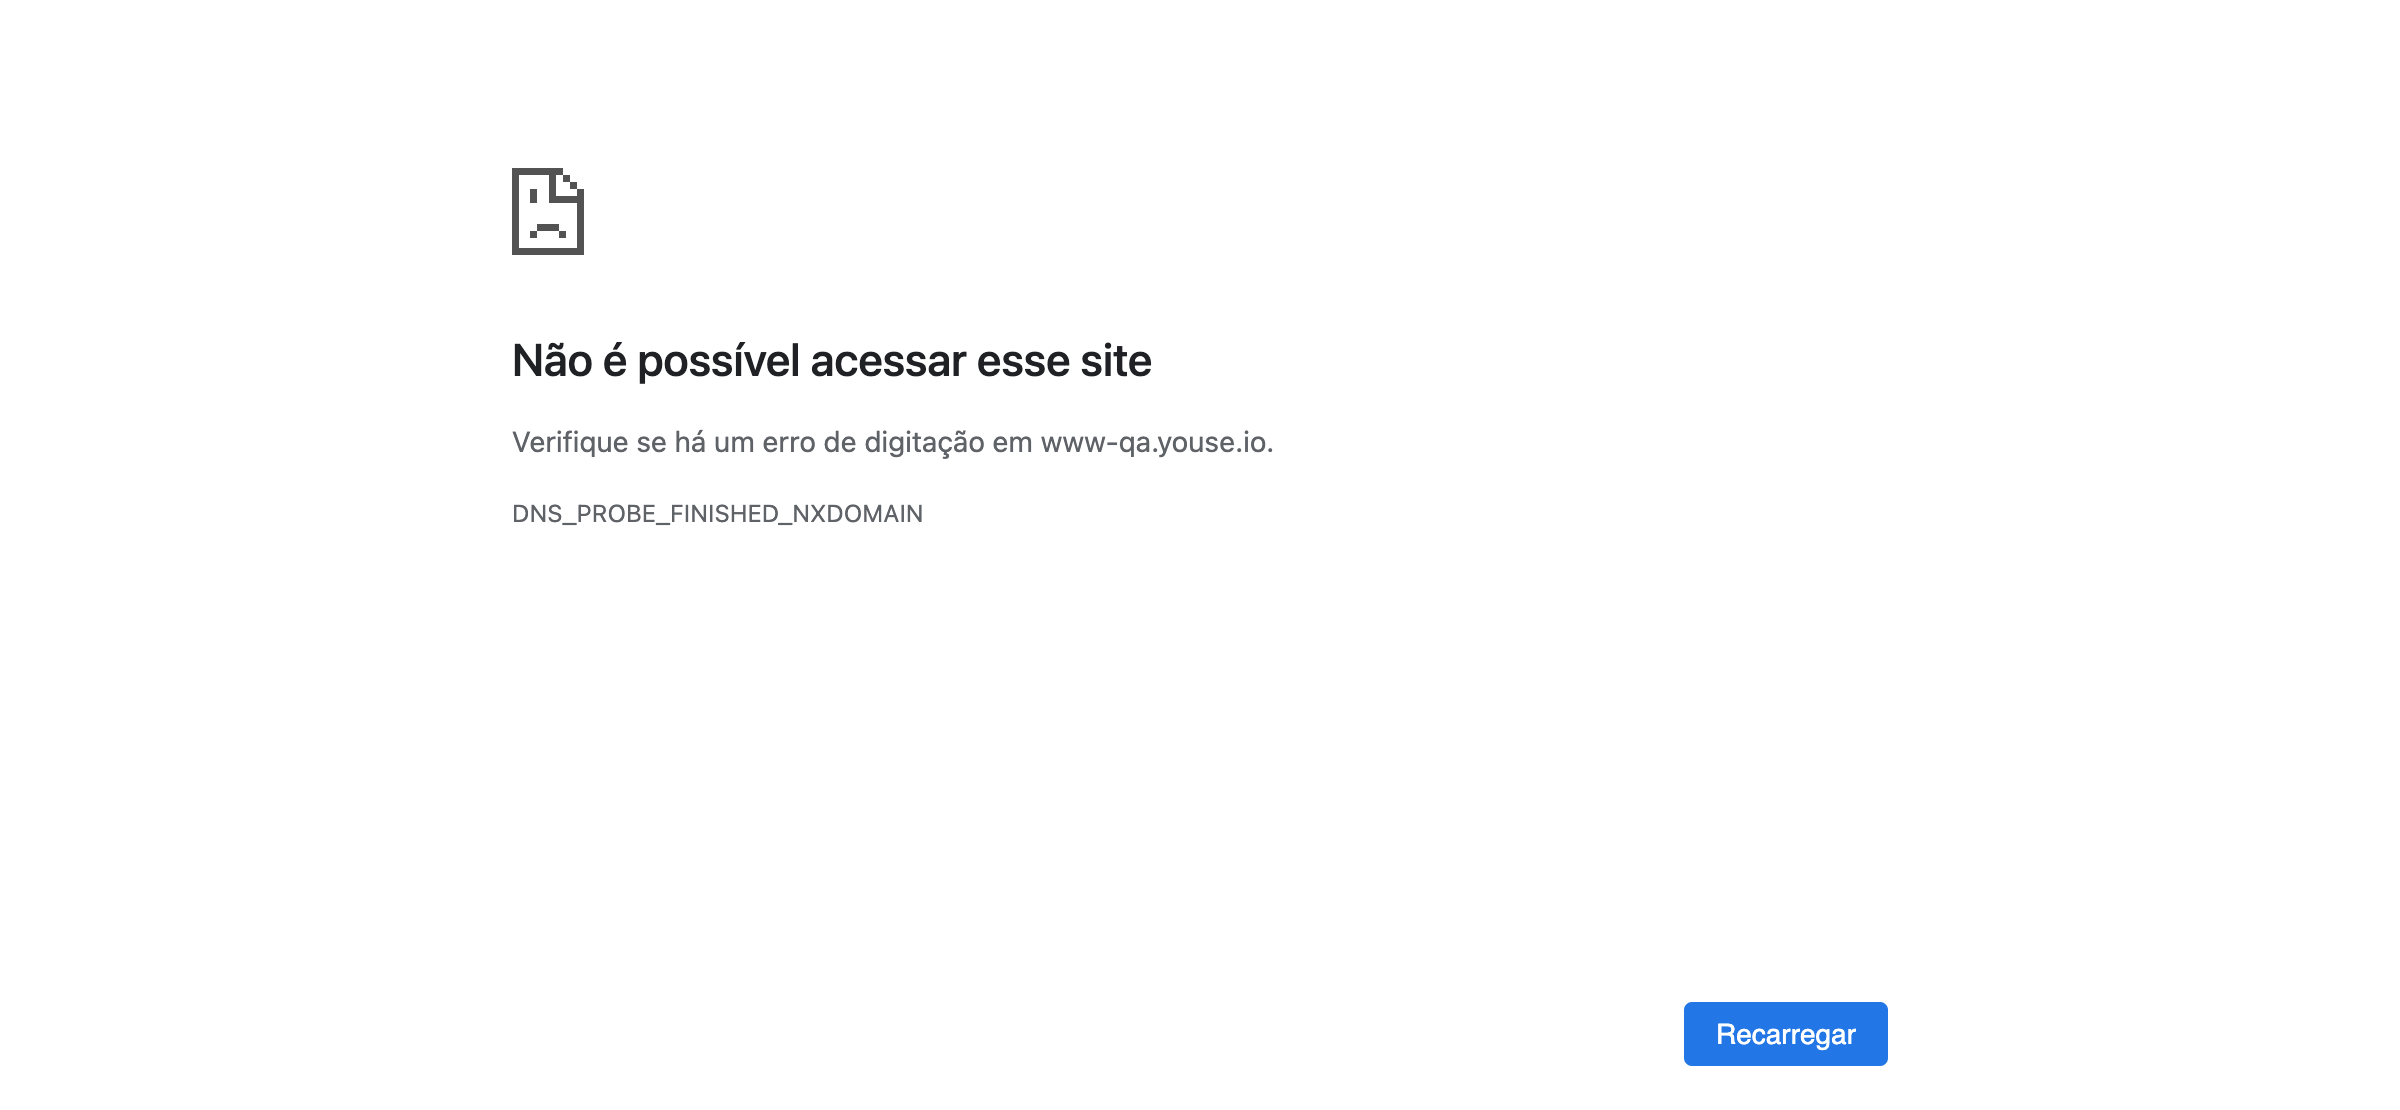 Não é possível acessar esse site
Verifique se há um erro de digitação em www-qa.youse.io.
DNS_PROBE_FINISHED_NXDOMAIN
Recarregar